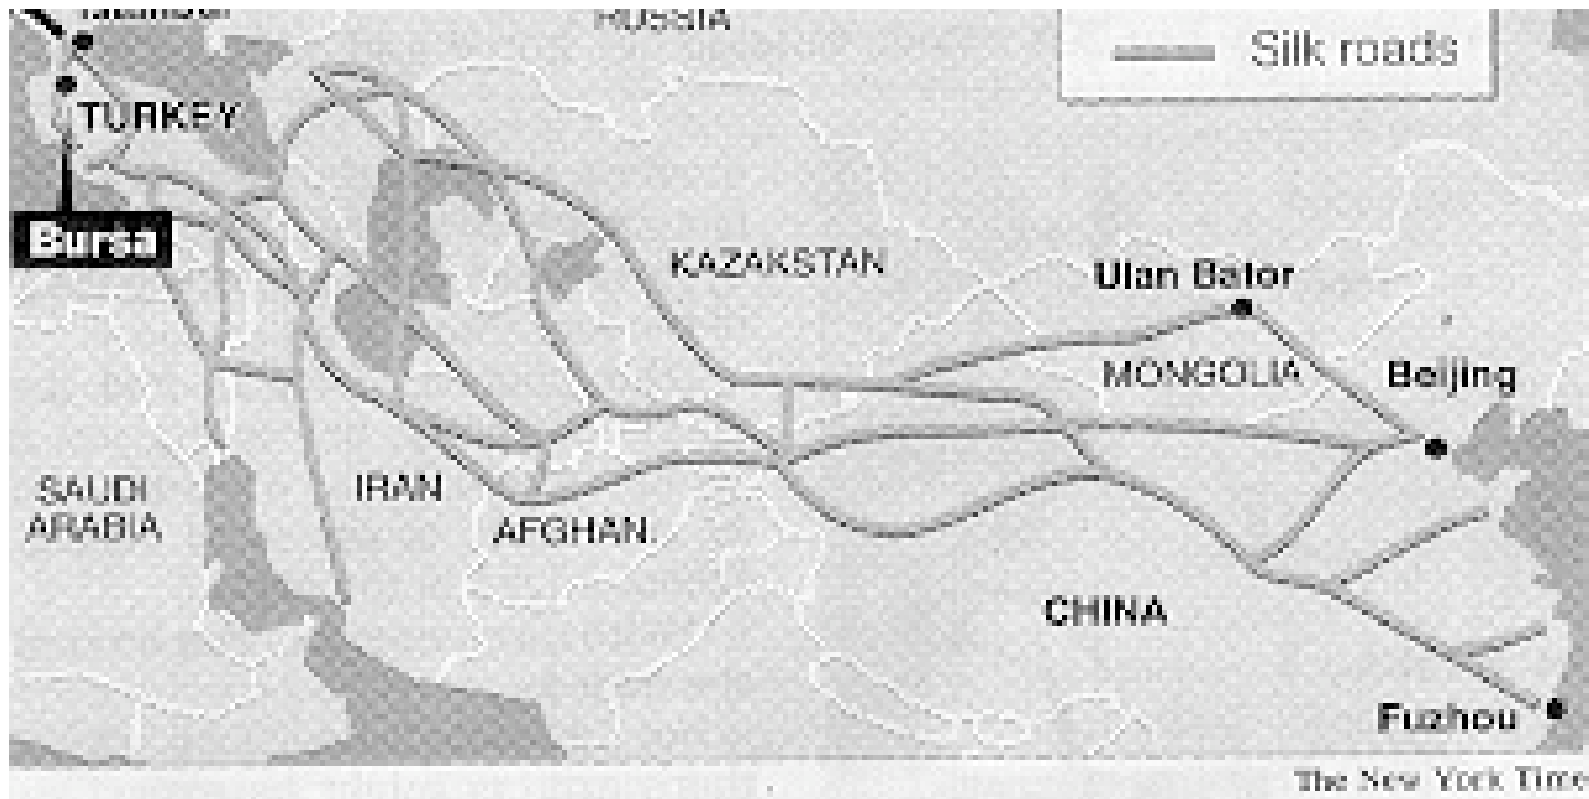 Istanbul
RUSSIA
Silk roads
TURKEY
Bursa
KAZAKSTAN
Ulan Bator
MONGOLIA
Beijing
SAUDI
ARABIA
IRAN
AFGHAN.
CHINA
Fuzhou
The New York Time